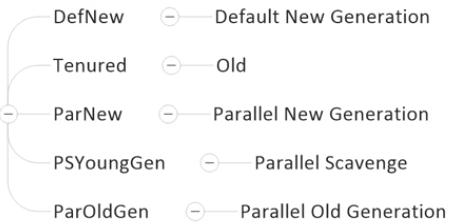 DefNew Default New Generation
Tenured Old
ParNew Parallel New Generation
PSYoungGen Parallel Scavenge
ParOldGen Parallel Old Generation